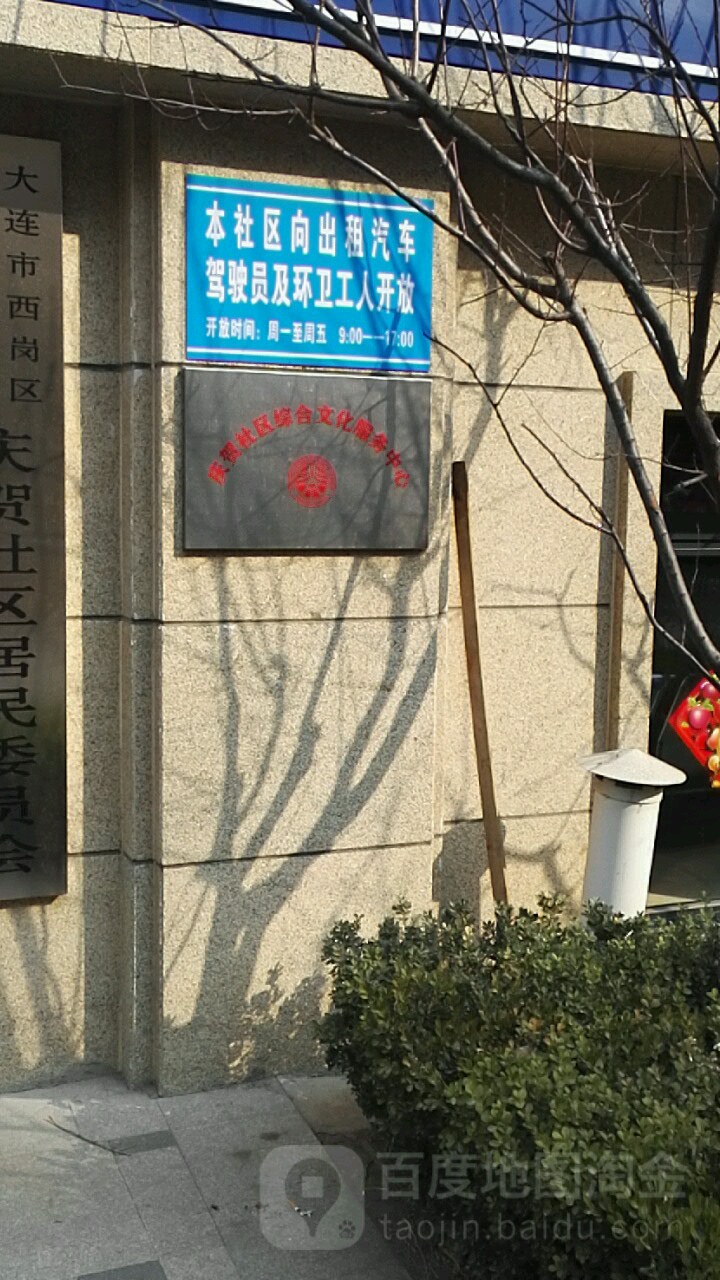 大连市西岗区
庆贺社区居民委员会
本社区向出租汽车
驾驶员及环卫工人开放
开放时间：周一至周五 9:00——17:00
庆贺社区综合文化服务中心
百度地图淘金
taojin.baidu.com